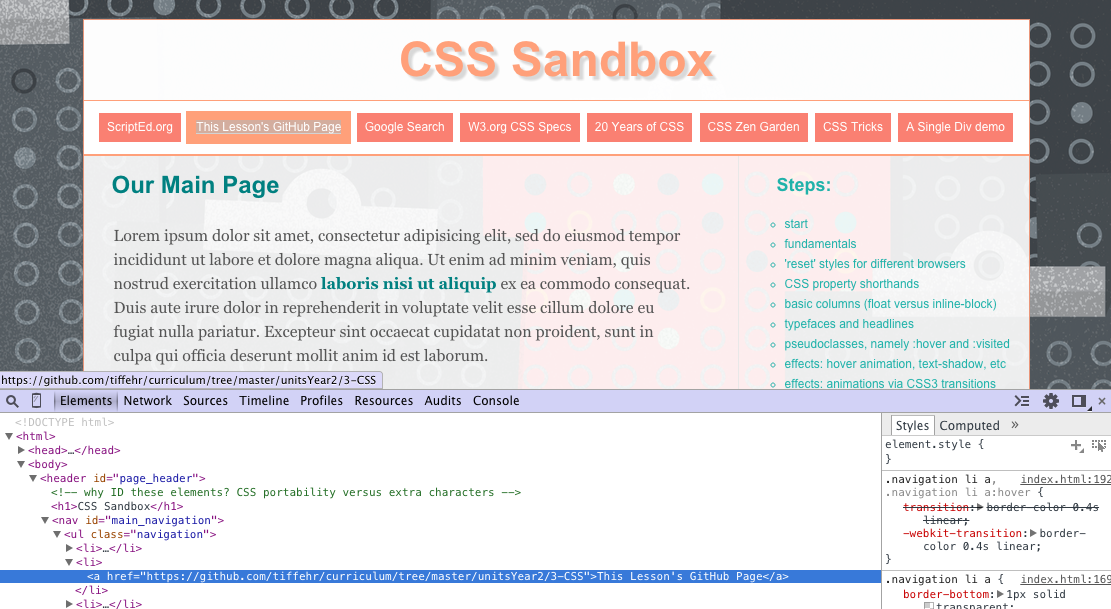 CSS Sandbox
ScriptEd.org This Lesson's GitHub Page Google Search W3.org CSS Specs 20 Years of CSS CSS Zen Garden CSS Tricks A Single Div demo
Our Main Page
Lorem ipsum dolor sit amet, consectetur adipisicing elit, sed do eiusmod tempor
incididunt ut labore et dolore magna aliqua. Ut enim ad minim veniam, quis
nostrud exercitation ullamco laboris nisi ut aliquip ex ea commodo consequat.
Duis aute irure dolor in reprehenderit in voluptate velit esse cillum dolore eu
fugiat nulla pariatur. Excepteur sint occaecat cupidatat non proident, sunt in
culpa qui officia deserunt mollit anim id est laborum.
Steps:
start
fundamentals
'reset' styles for different browsers
CSS property shorthands
basic columns (float versus inline-block)
typefaces and headlines
pseudoclasses, namely :hover and :visited
effects: hover animation, text-shadow, etc
effects: animations via CSS3 transitions
https://github.com/tiffehr/curriculum/tree/master/unitsYear2/3-CSS
Elements Network Sources Timeline Profiles Resources Audits Console
<!DOCTYPE html>
<html>
<head>…</head>
<body>
<header id="page_header">
<!-- why ID these elements? CSS portability versus extra characters -->
<h1>CSS Sandbox</h1>
<nav id="main_navigation">
<ul class="navigation">
<li>…</li>
<li>
<a href="https://github.com/tiffehr/curriculum/tree/master/unitsYear2/3-CSS">This Lesson's GitHub Page</a>
</li>
<li>…</li>
Styles Computed »
element.style {
}
.navigation li a, index.html:192
.navigation li a:hover {
transition: border-color 0.4s
linear;
-webkit-transition: border-
color 0.4s linear;
}
.navigation li a { index.html:169
border-bottom: 1px solid
transparent;